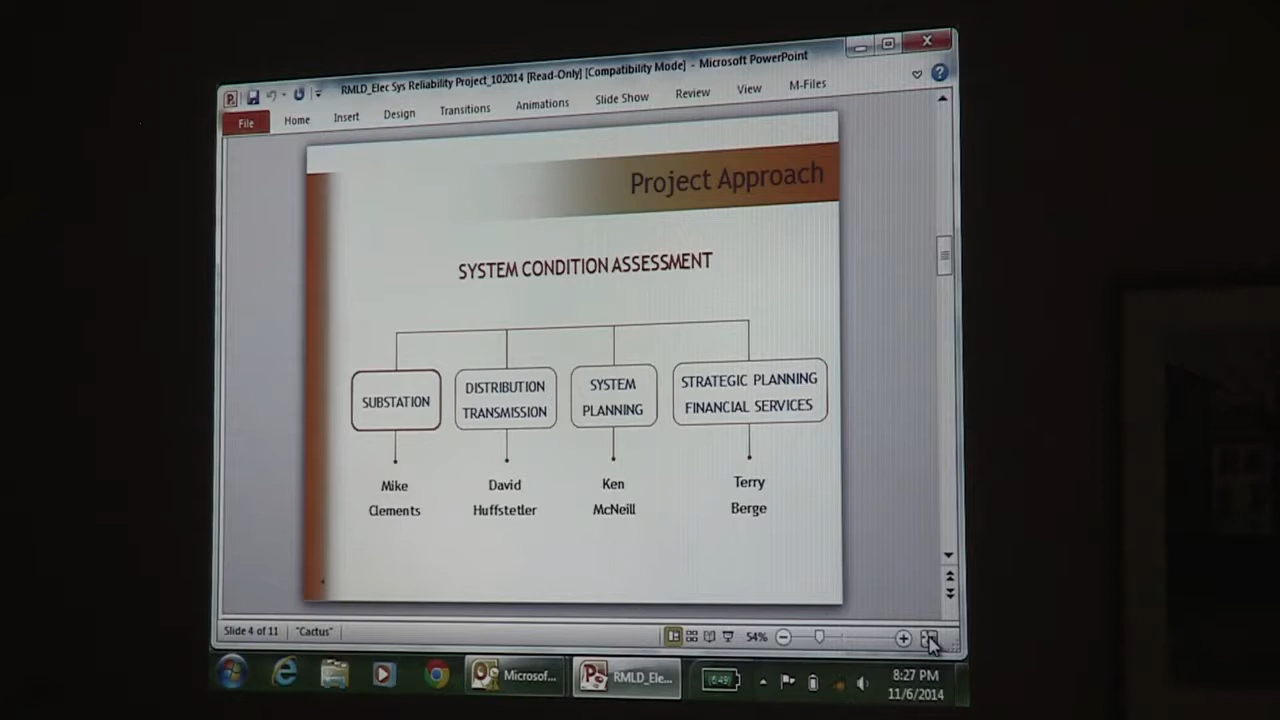 RMLD_Elec Sys Reliability Project_102014 [Read-Only] [Compatibility Mode] - Microsoft PowerPoint
File Home Insert Design Transitions Animations Slide Show Review View M-Files
Project Approach
SYSTEM CONDITION ASSESSMENT
SUBSTATION
DISTRIBUTION
TRANSMISSION
SYSTEM
PLANNING
STRATEGIC PLANNING
FINANCIAL SERVICES
Mike
Clements
David
Huffstetler
Ken
McNeill
Terry
Berge
Slide 4 of 11 "Cactus" 54%
Microsof... RMLD_Ele...
8:27 PM
11/6/2014